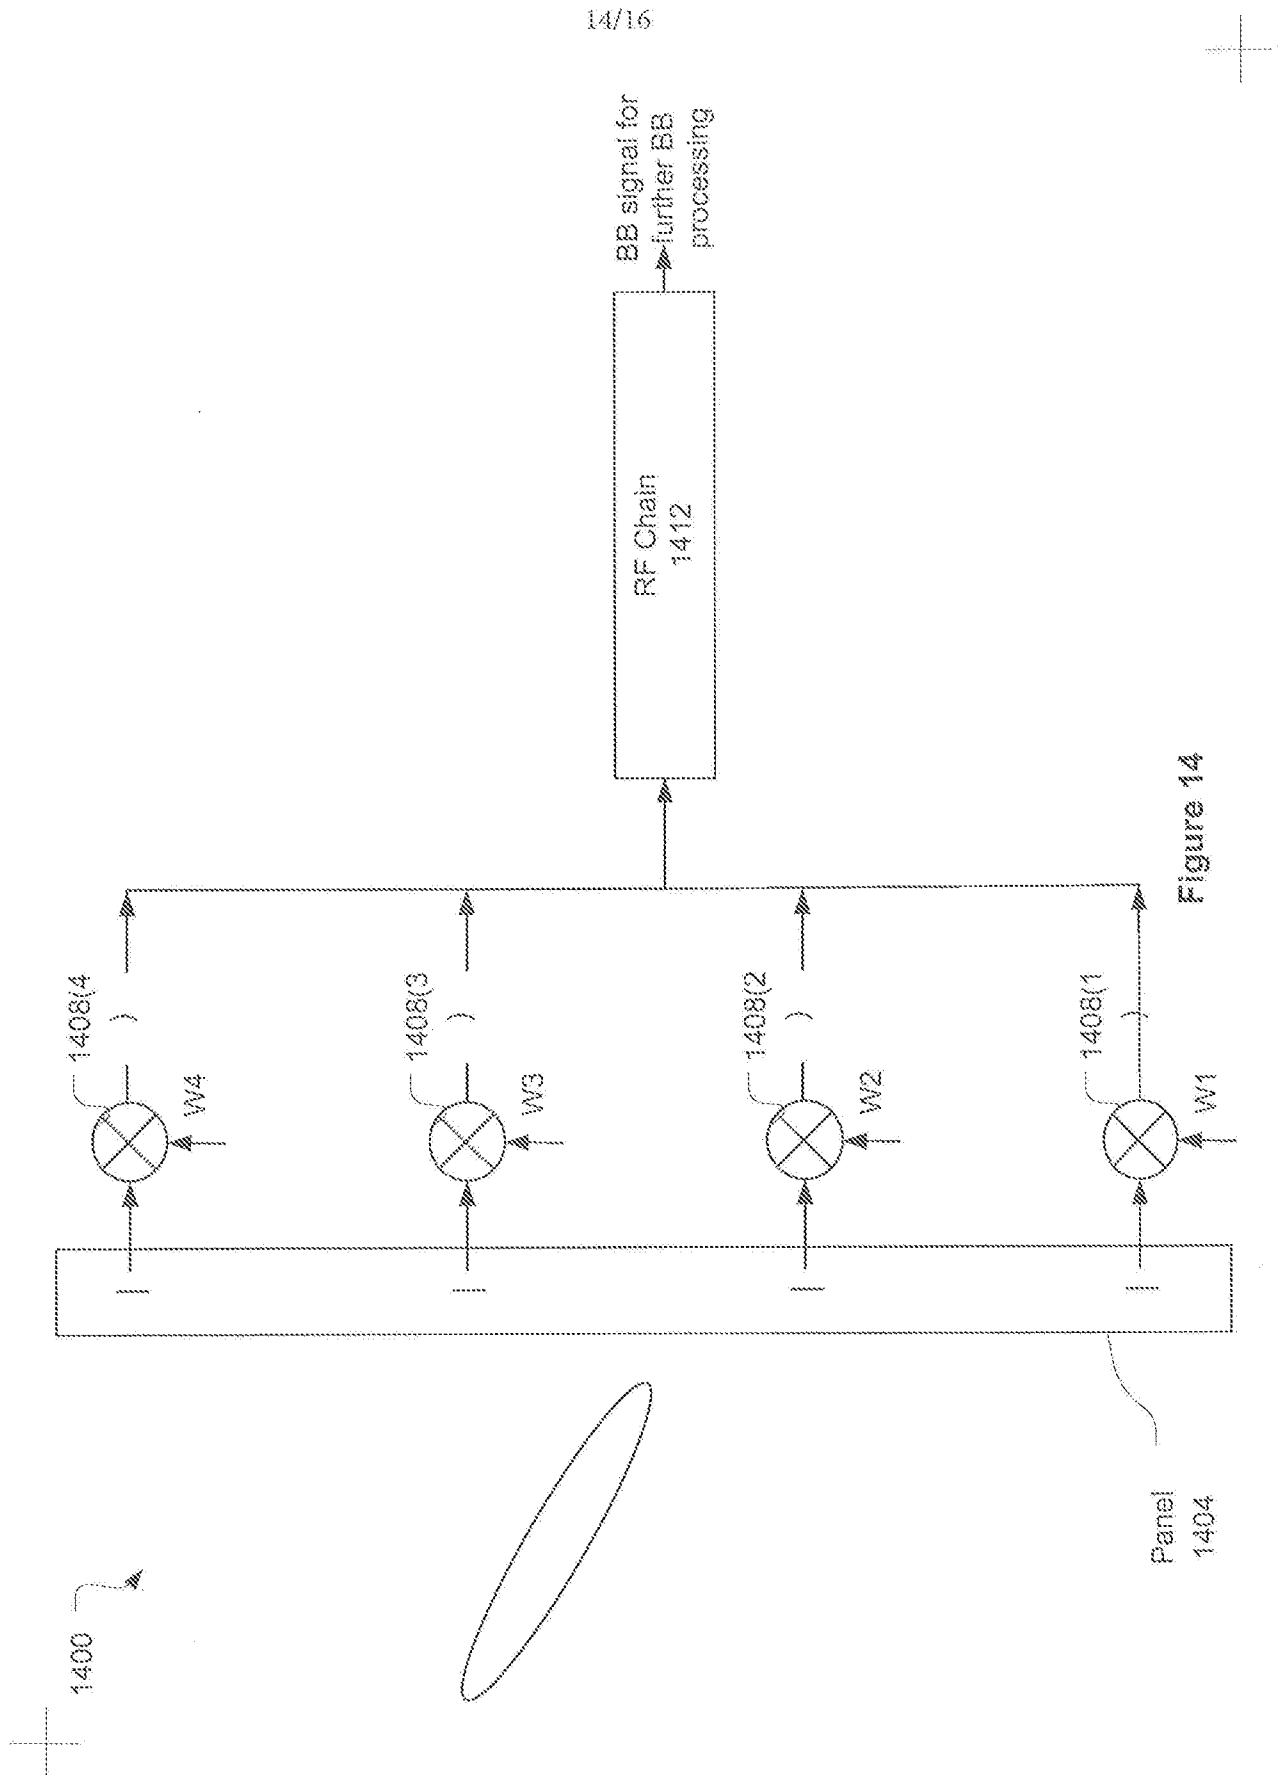 14/16
1400
1408(4
)
W4
1408(3
)
W3
1408(2
)
W2
1408(1
)
W1
RF Chain
1412
BB signal for
further BB
processing
Panel
1404
Figure 14